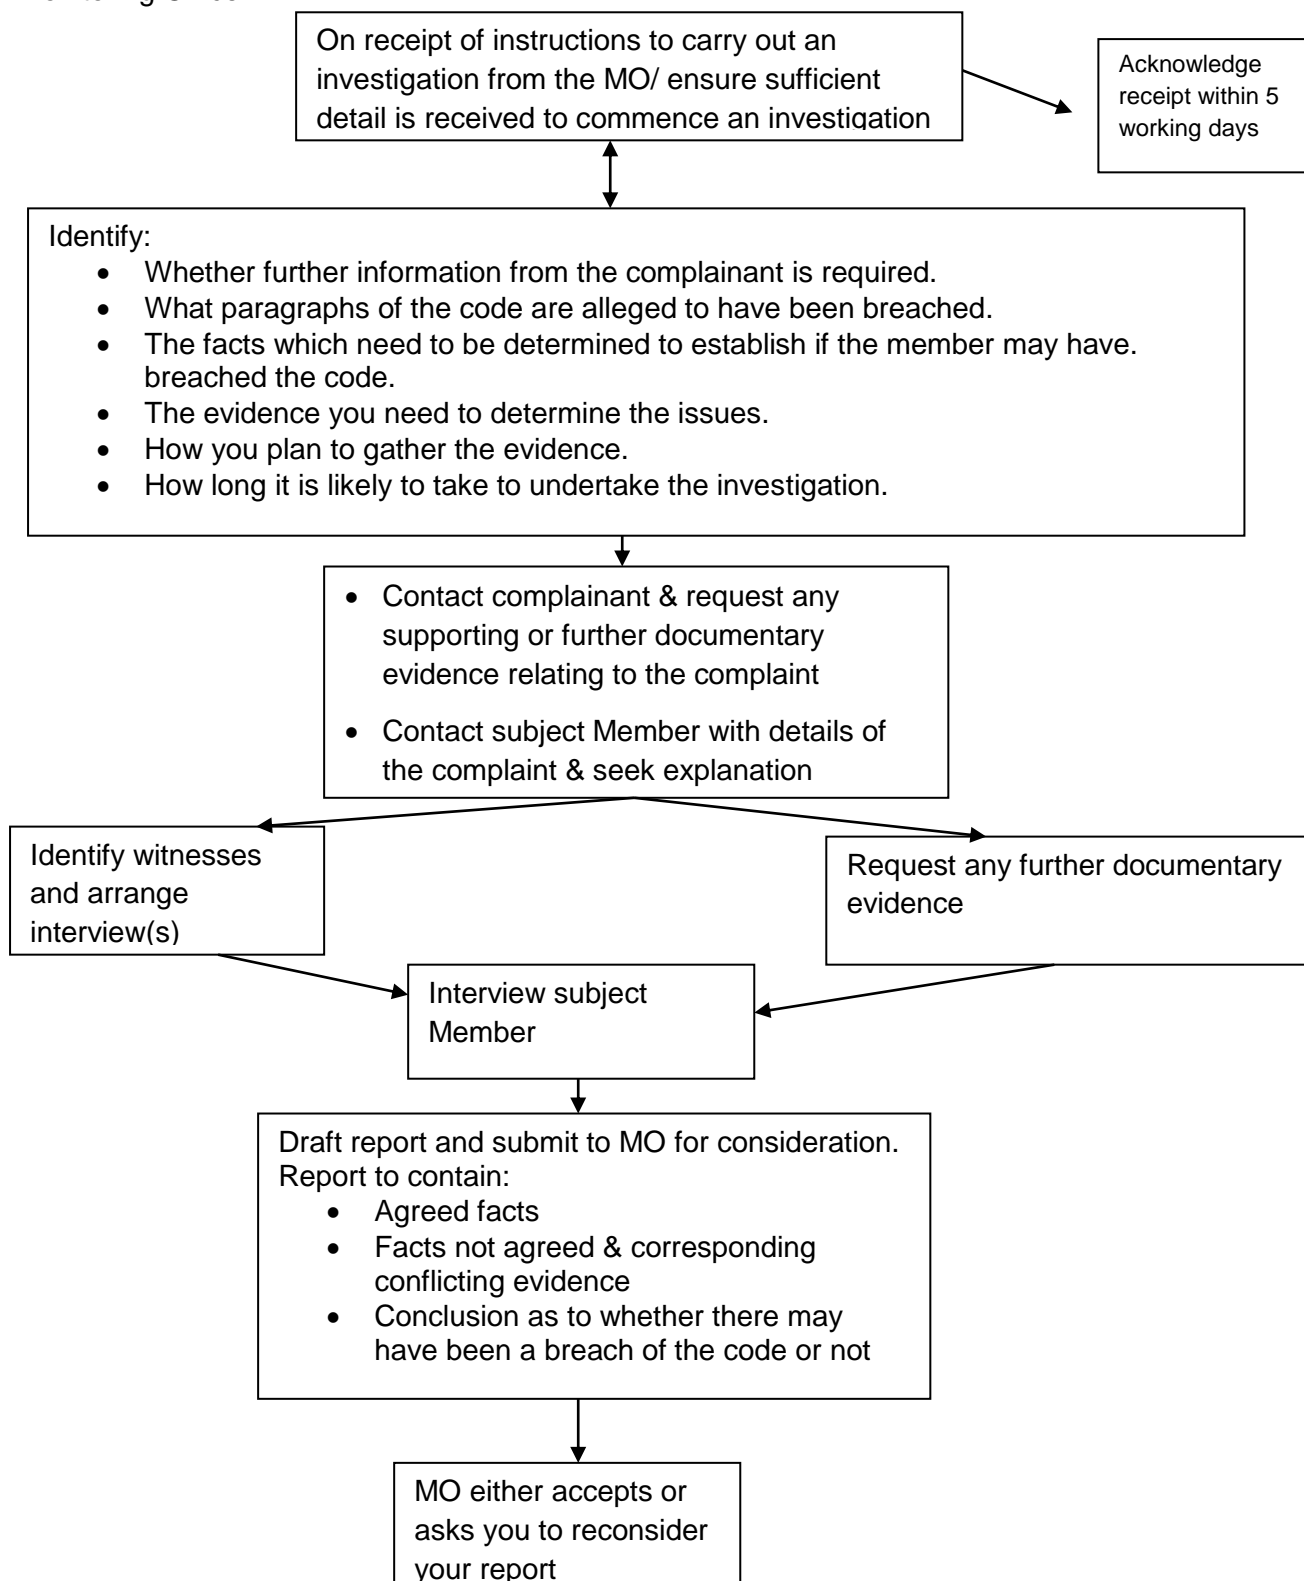 On receipt of instructions to carry out an
investigation from the MO/ ensure sufficient
detail is received to commence an investigation
Acknowledge
receipt within 5
working days
Identify:
• Whether further information from the complainant is required.
• What paragraphs of the code are alleged to have been breached.
• The facts which need to be determined to establish if the member may have.
breached the code.
• The evidence you need to determine the issues.
• How you plan to gather the evidence.
• How long it is likely to take to undertake the investigation.
• Contact complainant & request any
supporting or further documentary
evidence relating to the complaint
• Contact subject Member with details of
the complaint & seek explanation
Identify witnesses
and arrange
interview(s)
Request any further documentary
evidence
Interview subject
Member
Draft report and submit to MO for consideration.
Report to contain:
• Agreed facts
• Facts not agreed & corresponding
conflicting evidence
• Conclusion as to whether there may
have been a breach of the code or not
MO either accepts or
asks you to reconsider
your report